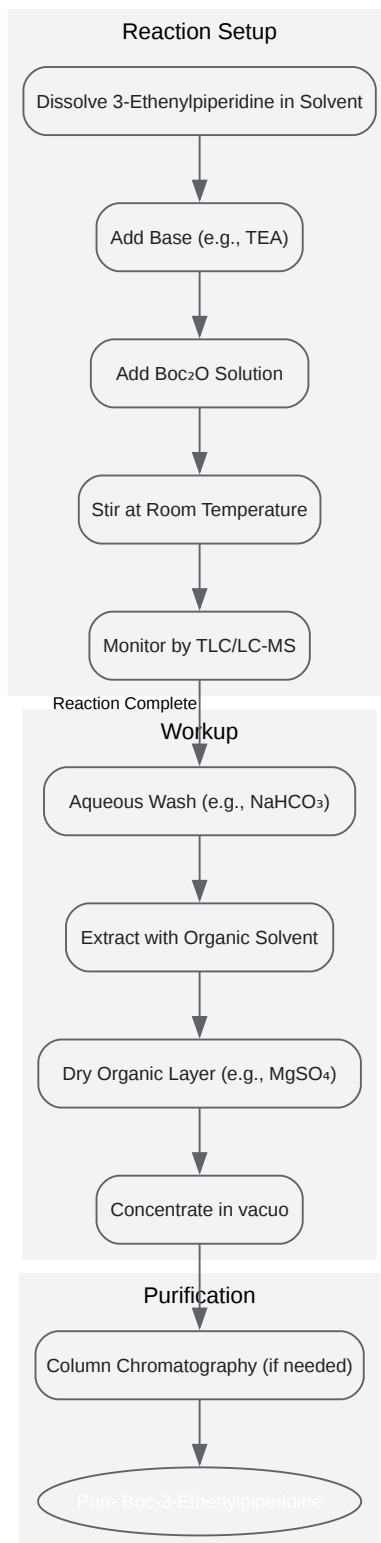 Reaction Setup
Dissolve 3-Ethenylpiperidine in Solvent
Add Base (e.g., TEA)
Add Boc₂O Solution
Stir at Room Temperature
Monitor by TLC/LC-MS
Reaction Complete
Workup
Aqueous Wash (e.g., NaHCO₃)
Extract with Organic Solvent
Dry Organic Layer (e.g., MgSO₄)
Concentrate in vacuo
Purification
Column Chromatography (if needed)
Pure Boc-3-Ethenylpiperidine